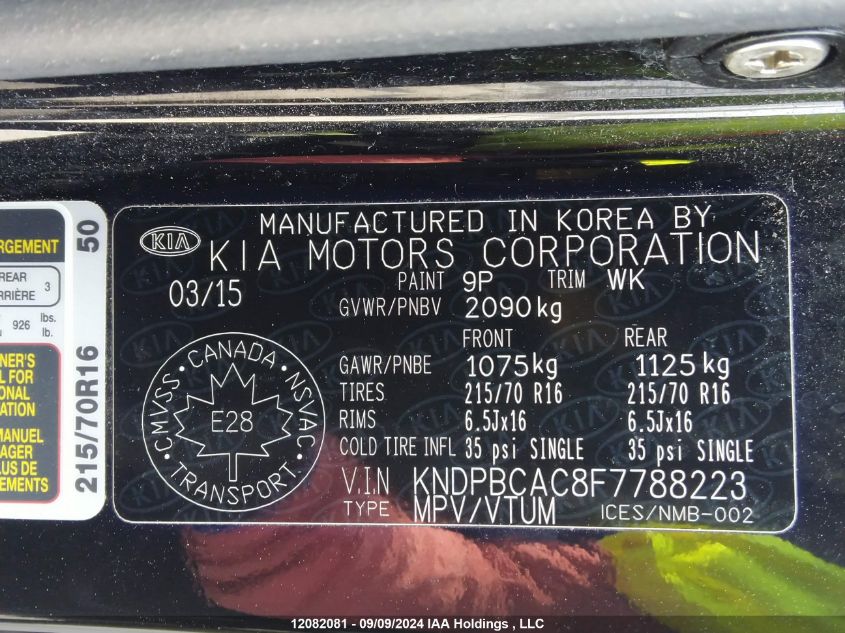 MANUFACTURED IN KOREA BY
KIA KIA MOTORS CORPORATION
03/15 PAINT 9P TRIM WK
GVWR/PNBV 2090kg
FRONT REAR
GAWR/PNBE 1075kg 1125kg
TIRES 215/70 R16 215/70 R16
RIMS 6.5Jx16 6.5Jx16
COLD TIRE INFL 35 psi SINGLE 35 psi SINGLE
V.I.N KNDPBCAC8F7788223
TYPE MPV/VTUM ICES/NMB-002
CANADA
CMVSS NSVAC
E28
TRANSPORT
ARGEMENT
REAR
ARRIÈRE 3
926 lbs.
lb.
NER'S
L FOR
ONAL
ATION
MANUEL
AGER
LUS DE
EMENTS
215/70R16 50
12082081 - 09/09/2024 IAA Holdings , LLC